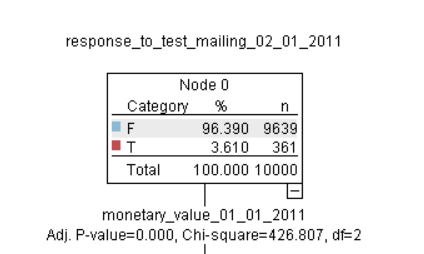 response_to_test_mailing_02_01_2011
Node 0
Category % n
F 96.390 9639
T 3.610 361
Total 100.000 10000
monetary_value_01_01_2011
Adj. P-value=0.000, Chi-square=426.807, df=2